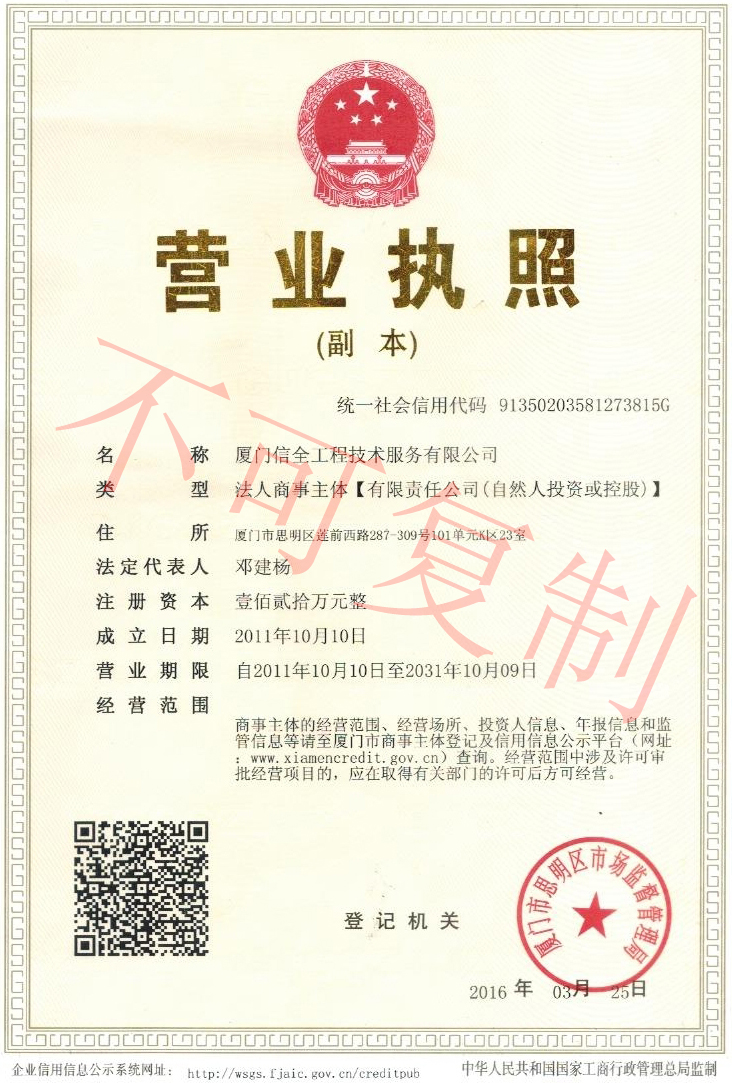 营业执照
(副 本)
统一社会信用代码 91350203581273815G
名称 厦门信全工程技术服务有限公司
类型 法人商事主体【有限责任公司(自然人投资或控股)】
住所 厦门市思明区莲前西路287-309号101单元K区23室
法定代表人 邓建杨
注册资本 壹佰贰拾万元整
成立日期 2011年10月10日
营业期限 自2011年10月10日至2031年10月09日
经营范围
商事主体的经营范围、经营场所、投资人信息、年报信息和监
管信息等请至厦门市商事主体登记及信用信息公示平台（网址
：www.xiamencredit.gov.cn）查询。经营范围中涉及许可审
批经营项目的，应在取得有关部门的许可后方可经营。
不可复制
厦门市思明区市场监督管理局
登记机关
2016 年 03月 25日
企业信用信息公示系统网址： http://wsgs.fjaic.gov.cn/creditpub
中华人民共和国国家工商行政管理总局监制